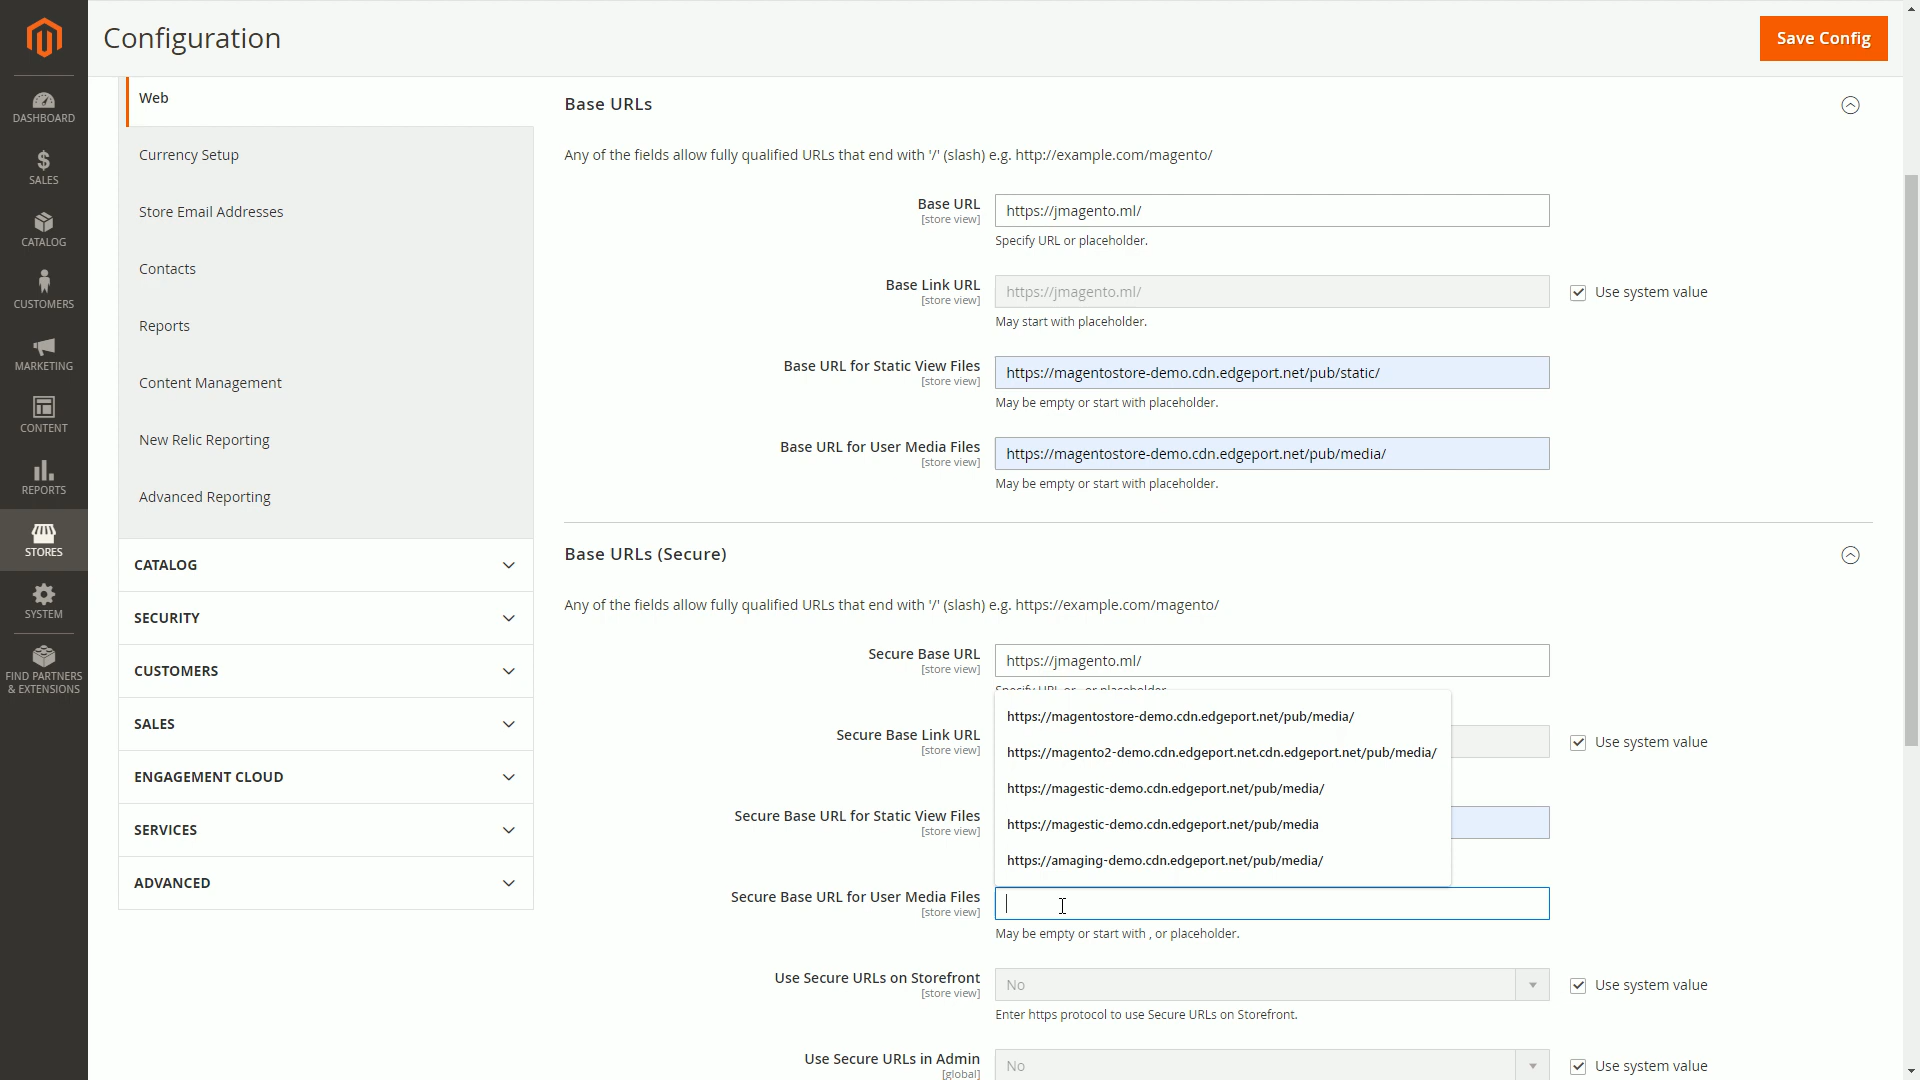 Configuration
Save Config
DASHBOARD
SALES
CATALOG
CUSTOMERS
MARKETING
CONTENT
REPORTS
STORES
SYSTEM
FIND PARTNERS
& EXTENSIONS
Web
Currency Setup
Store Email Addresses
Contacts
Reports
Content Management
New Relic Reporting
Advanced Reporting
CATALOG
SECURITY
CUSTOMERS
SALES
ENGAGEMENT CLOUD
SERVICES
ADVANCED
Base URLs
Any of the fields allow fully qualified URLs that end with '/' (slash) e.g. http://example.com/magento/
Base URL
[store view]
https://jmagento.ml/
Specify URL or placeholder.
Base Link URL
[store view]
https://jmagento.ml/
Use system value
May start with placeholder.
Base URL for Static View Files
[store view]
https://magentostore-demo.cdn.edgeport.net/pub/static/
May be empty or start with placeholder.
Base URL for User Media Files
[store view]
https://magentostore-demo.cdn.edgeport.net/pub/media/
May be empty or start with placeholder.
Base URLs (Secure)
Any of the fields allow fully qualified URLs that end with '/' (slash) e.g. https://example.com/magento/
Secure Base URL
[store view]
https://jmagento.ml/
Specify URL or , or placeholder.
https://magentostore-demo.cdn.edgeport.net/pub/media/
https://magento2-demo.cdn.edgeport.net.cdn.edgeport.net/pub/media/
https://magestic-demo.cdn.edgeport.net/pub/media/
https://magestic-demo.cdn.edgeport.net/pub/media
https://amaging-demo.cdn.edgeport.net/pub/media/
Secure Base Link URL
[store view]
Use system value
Secure Base URL for Static View Files
[store view]
Secure Base URL for User Media Files
[store view]
May be empty or start with , or placeholder.
Use Secure URLs on Storefront
[store view]
No
Use system value
Enter https protocol to use Secure URLs on Storefront.
Use Secure URLs in Admin
[global]
No
Use system value